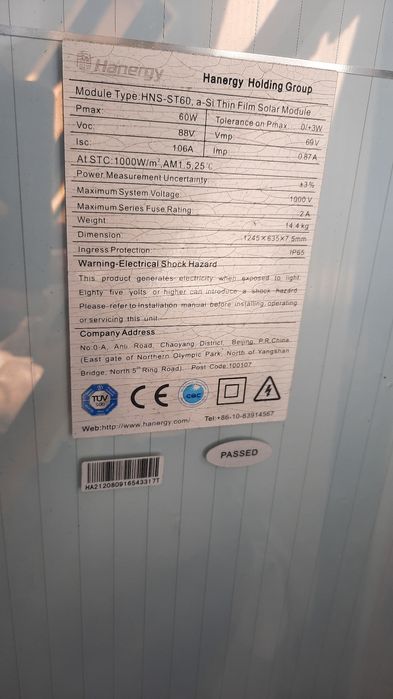 Hanergy
Hanergy Holding Group
Module Type:HNS-ST60, a-Si Thin Film Solar Module
Pmax: 60W Tolerance on Pmax: 0/+3W
Voc: 88V Vmp: 69V
Isc: 106A Imp: 0.87A
At STC:1000W/m², AM1.5, 25℃
Power Measurement Uncertainty: ±3%
Maximum System Voltage: 1000V
Maximum Series Fuse Rating: 2A
Weight: 14.4kg
Dimension: 1245×635×7.5mm
Ingress Protection: IP65
Warning-Electrical Shock Hazard
This product generates electricity when exposed to light.
Eighty five volts or higher can introduce a shock hazard.
Please refer to installation manual before installing, operating
or servicing this unit.
Company Address
No:0-A, Anli Road, Chaoyang District, Beijing, P.R.China.
(East gate of Northern Olympic Park, North of Yangshan
Bridge, North 5th Ring Road). Post Code:100107
TÜV
CE
CQC
Web:http://www.hanergy.com/ Tel:+86-10-63914567
HA2120809165433171T
PASSED